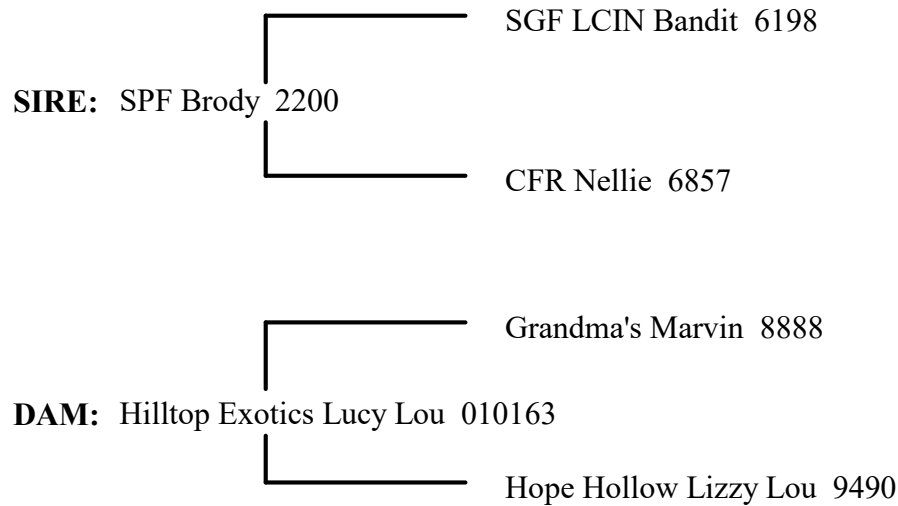 SGF LCIN Bandit 6198
SIRE: SPF Brody 2200
CFR Nellie 6857
Grandma's Marvin 8888
DAM: Hilltop Exotics Lucy Lou 010163
Hope Hollow Lizzy Lou 9490